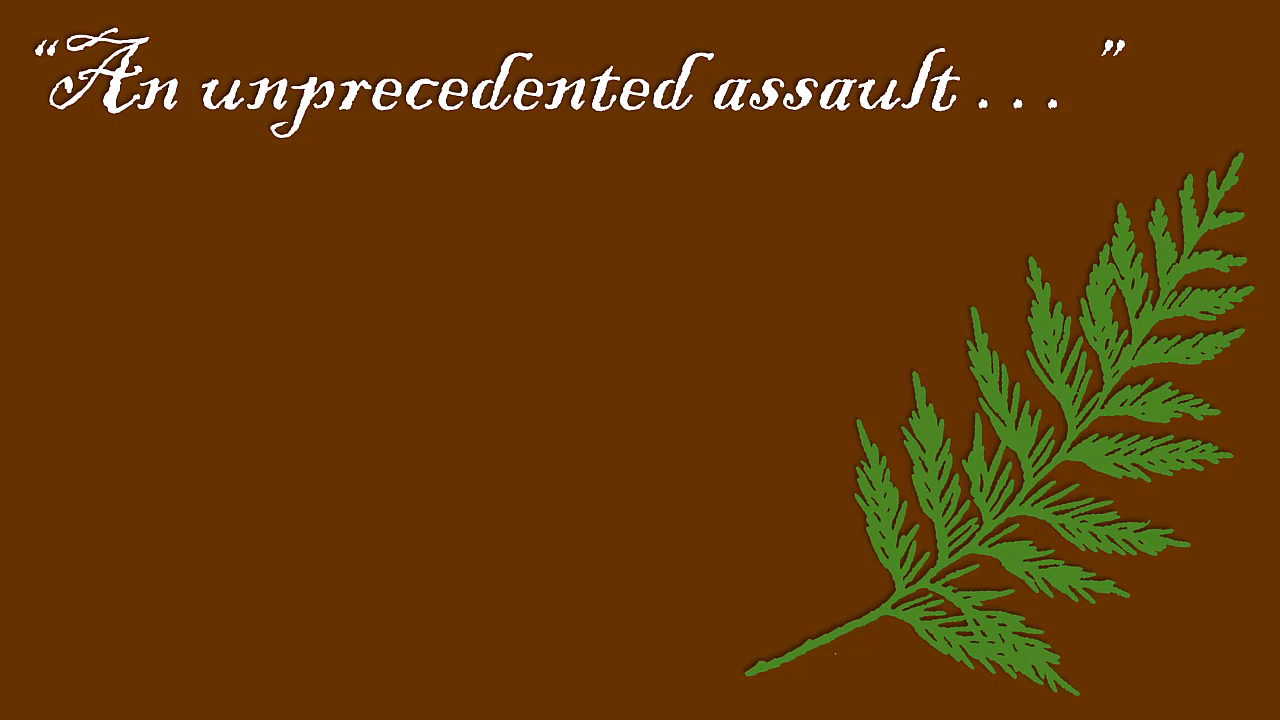 “An unprecedented assault . . . ”